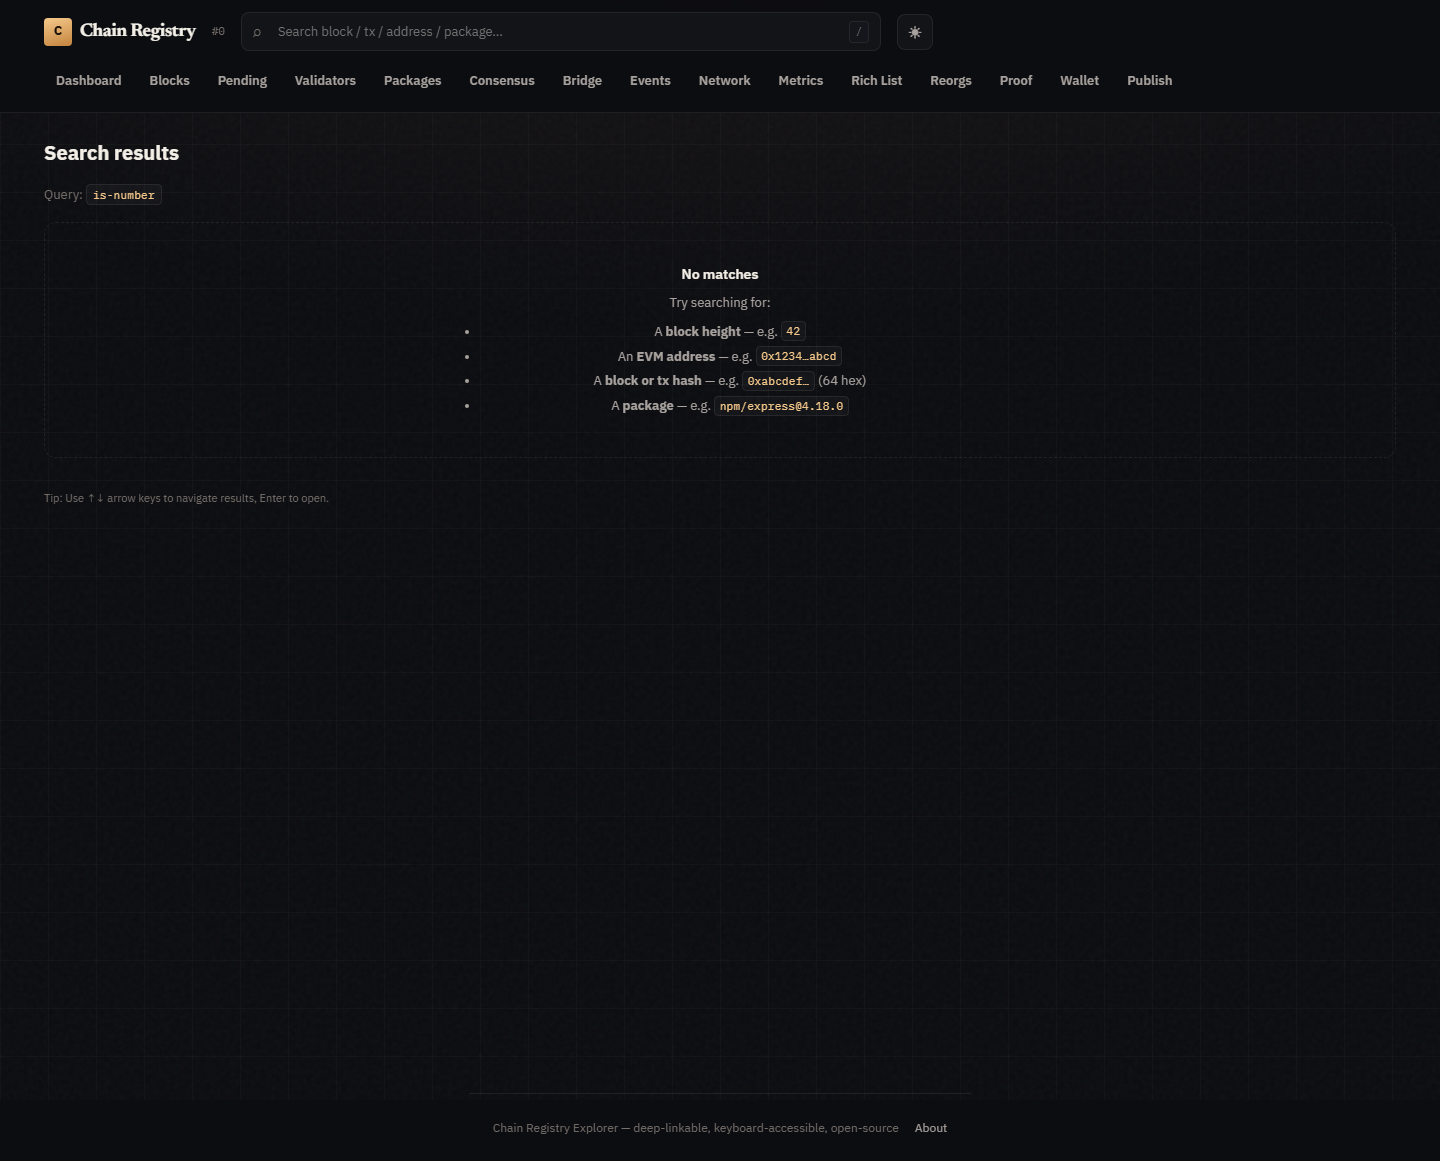 C Chain Registry #0 Search block / tx / address / package... /
Dashboard Blocks Pending Validators Packages Consensus Bridge Events Network Metrics Rich List Reorgs Proof Wallet Publish
Search results
Query: is-number
No matches
Try searching for:
• A block height — e.g. 42
• An EVM address — e.g. 0x1234…abcd
• A block or tx hash — e.g. 0xabcdef… (64 hex)
• A package — e.g. npm/express@4.18.0
Tip: Use ↑↓ arrow keys to navigate results, Enter to open.
Chain Registry Explorer — deep-linkable, keyboard-accessible, open-source About